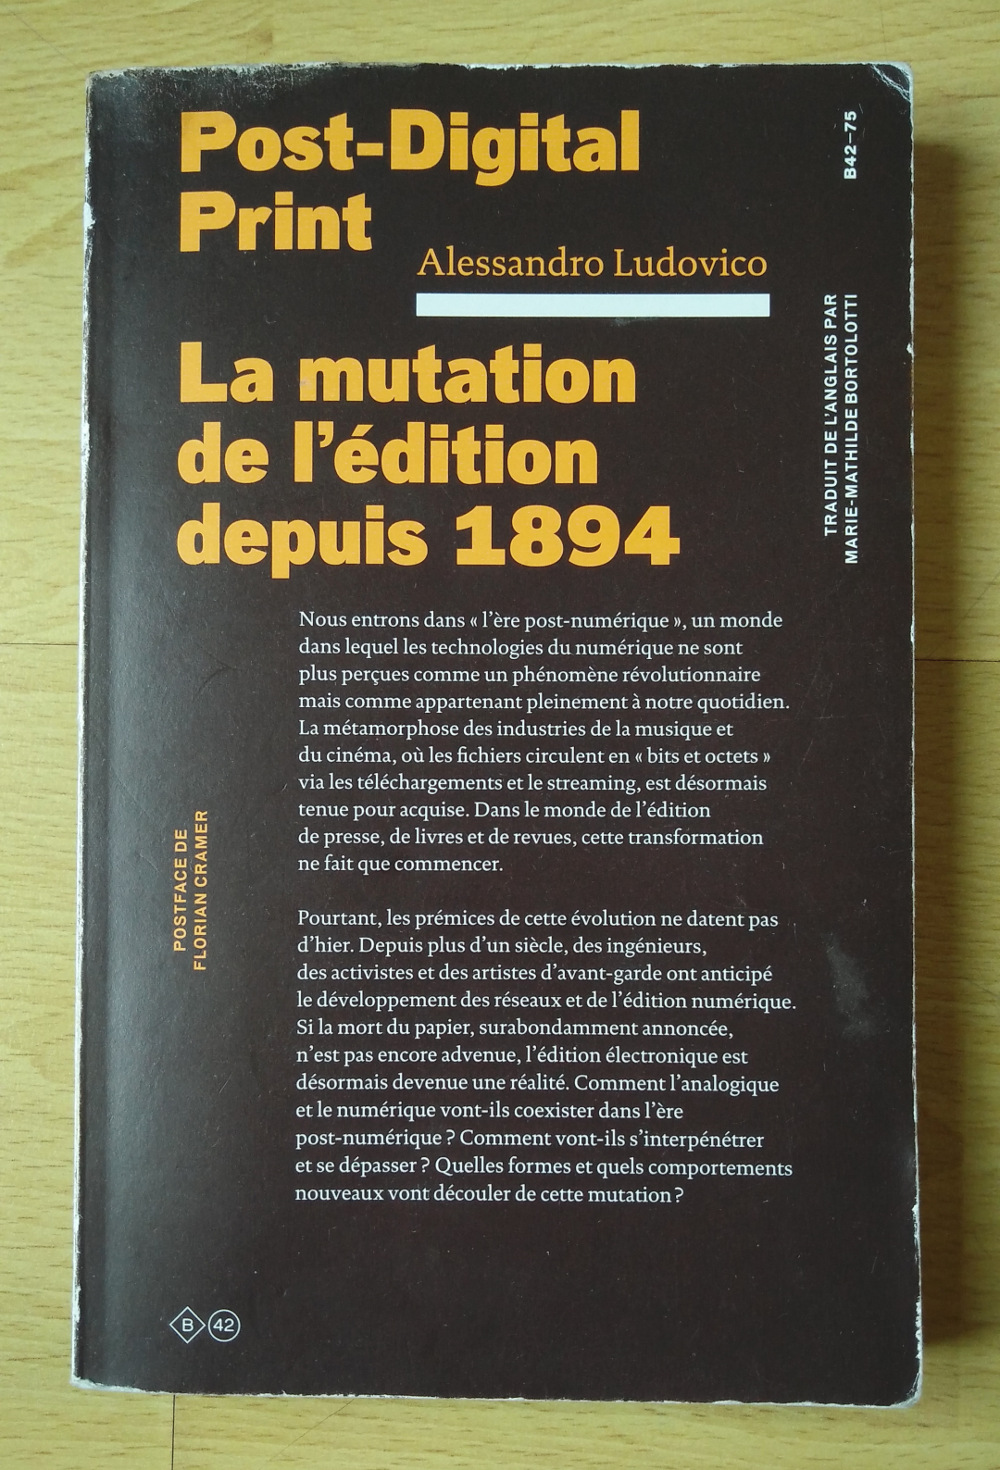 Post-Digital
Print
Alessandro Ludovico
B42–75
TRADUIT DE L'ANGLAIS PAR
MARIE-MATHILDE BORTOLOTTI
La mutation
de l'édition
depuis 1894
Nous entrons dans « l'ère post-numérique », un monde
dans lequel les technologies du numérique ne sont
plus perçues comme un phénomène révolutionnaire
mais comme appartenant pleinement à notre quotidien.
La métamorphose des industries de la musique et
du cinéma, où les fichiers circulent en « bits et octets »
via les téléchargements et le streaming, est désormais
tenue pour acquise. Dans le monde de l'édition
de presse, de livres et de revues, cette transformation
ne fait que commencer.
POSTFACE DE
FLORIAN CRAMER
Pourtant, les prémices de cette évolution ne datent pas
d'hier. Depuis plus d'un siècle, des ingénieurs,
des activistes et des artistes d'avant-garde ont anticipé
le développement des réseaux et de l'édition numérique.
Si la mort du papier, surabondamment annoncée,
n'est pas encore advenue, l'édition électronique est
désormais devenue une réalité. Comment l'analogique
et le numérique vont-ils coexister dans l'ère
post-numérique ? Comment vont-ils s'interpénétrer
et se dépasser ? Quelles formes et quels comportements
nouveaux vont découler de cette mutation ?
B 42